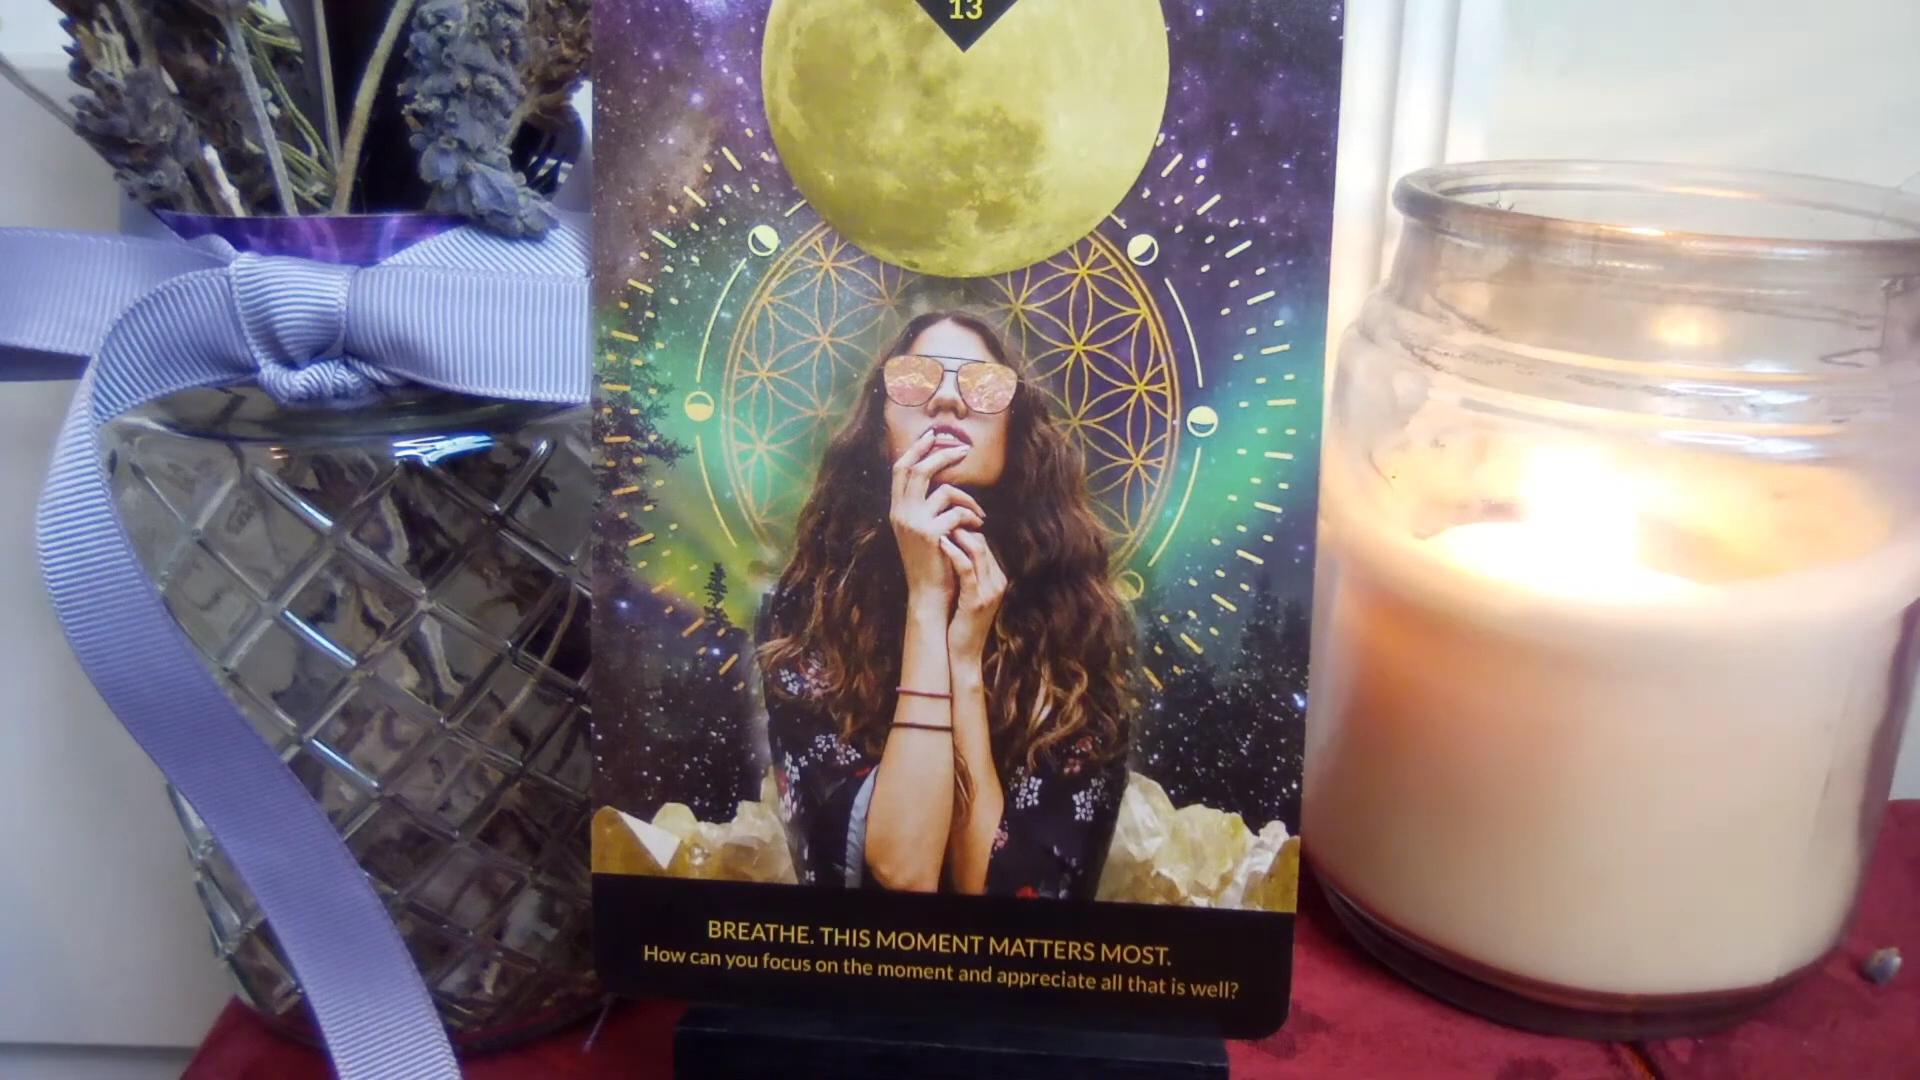 13
BREATHE. THIS MOMENT MATTERS MOST.
How can you focus on the moment and appreciate all that is well?